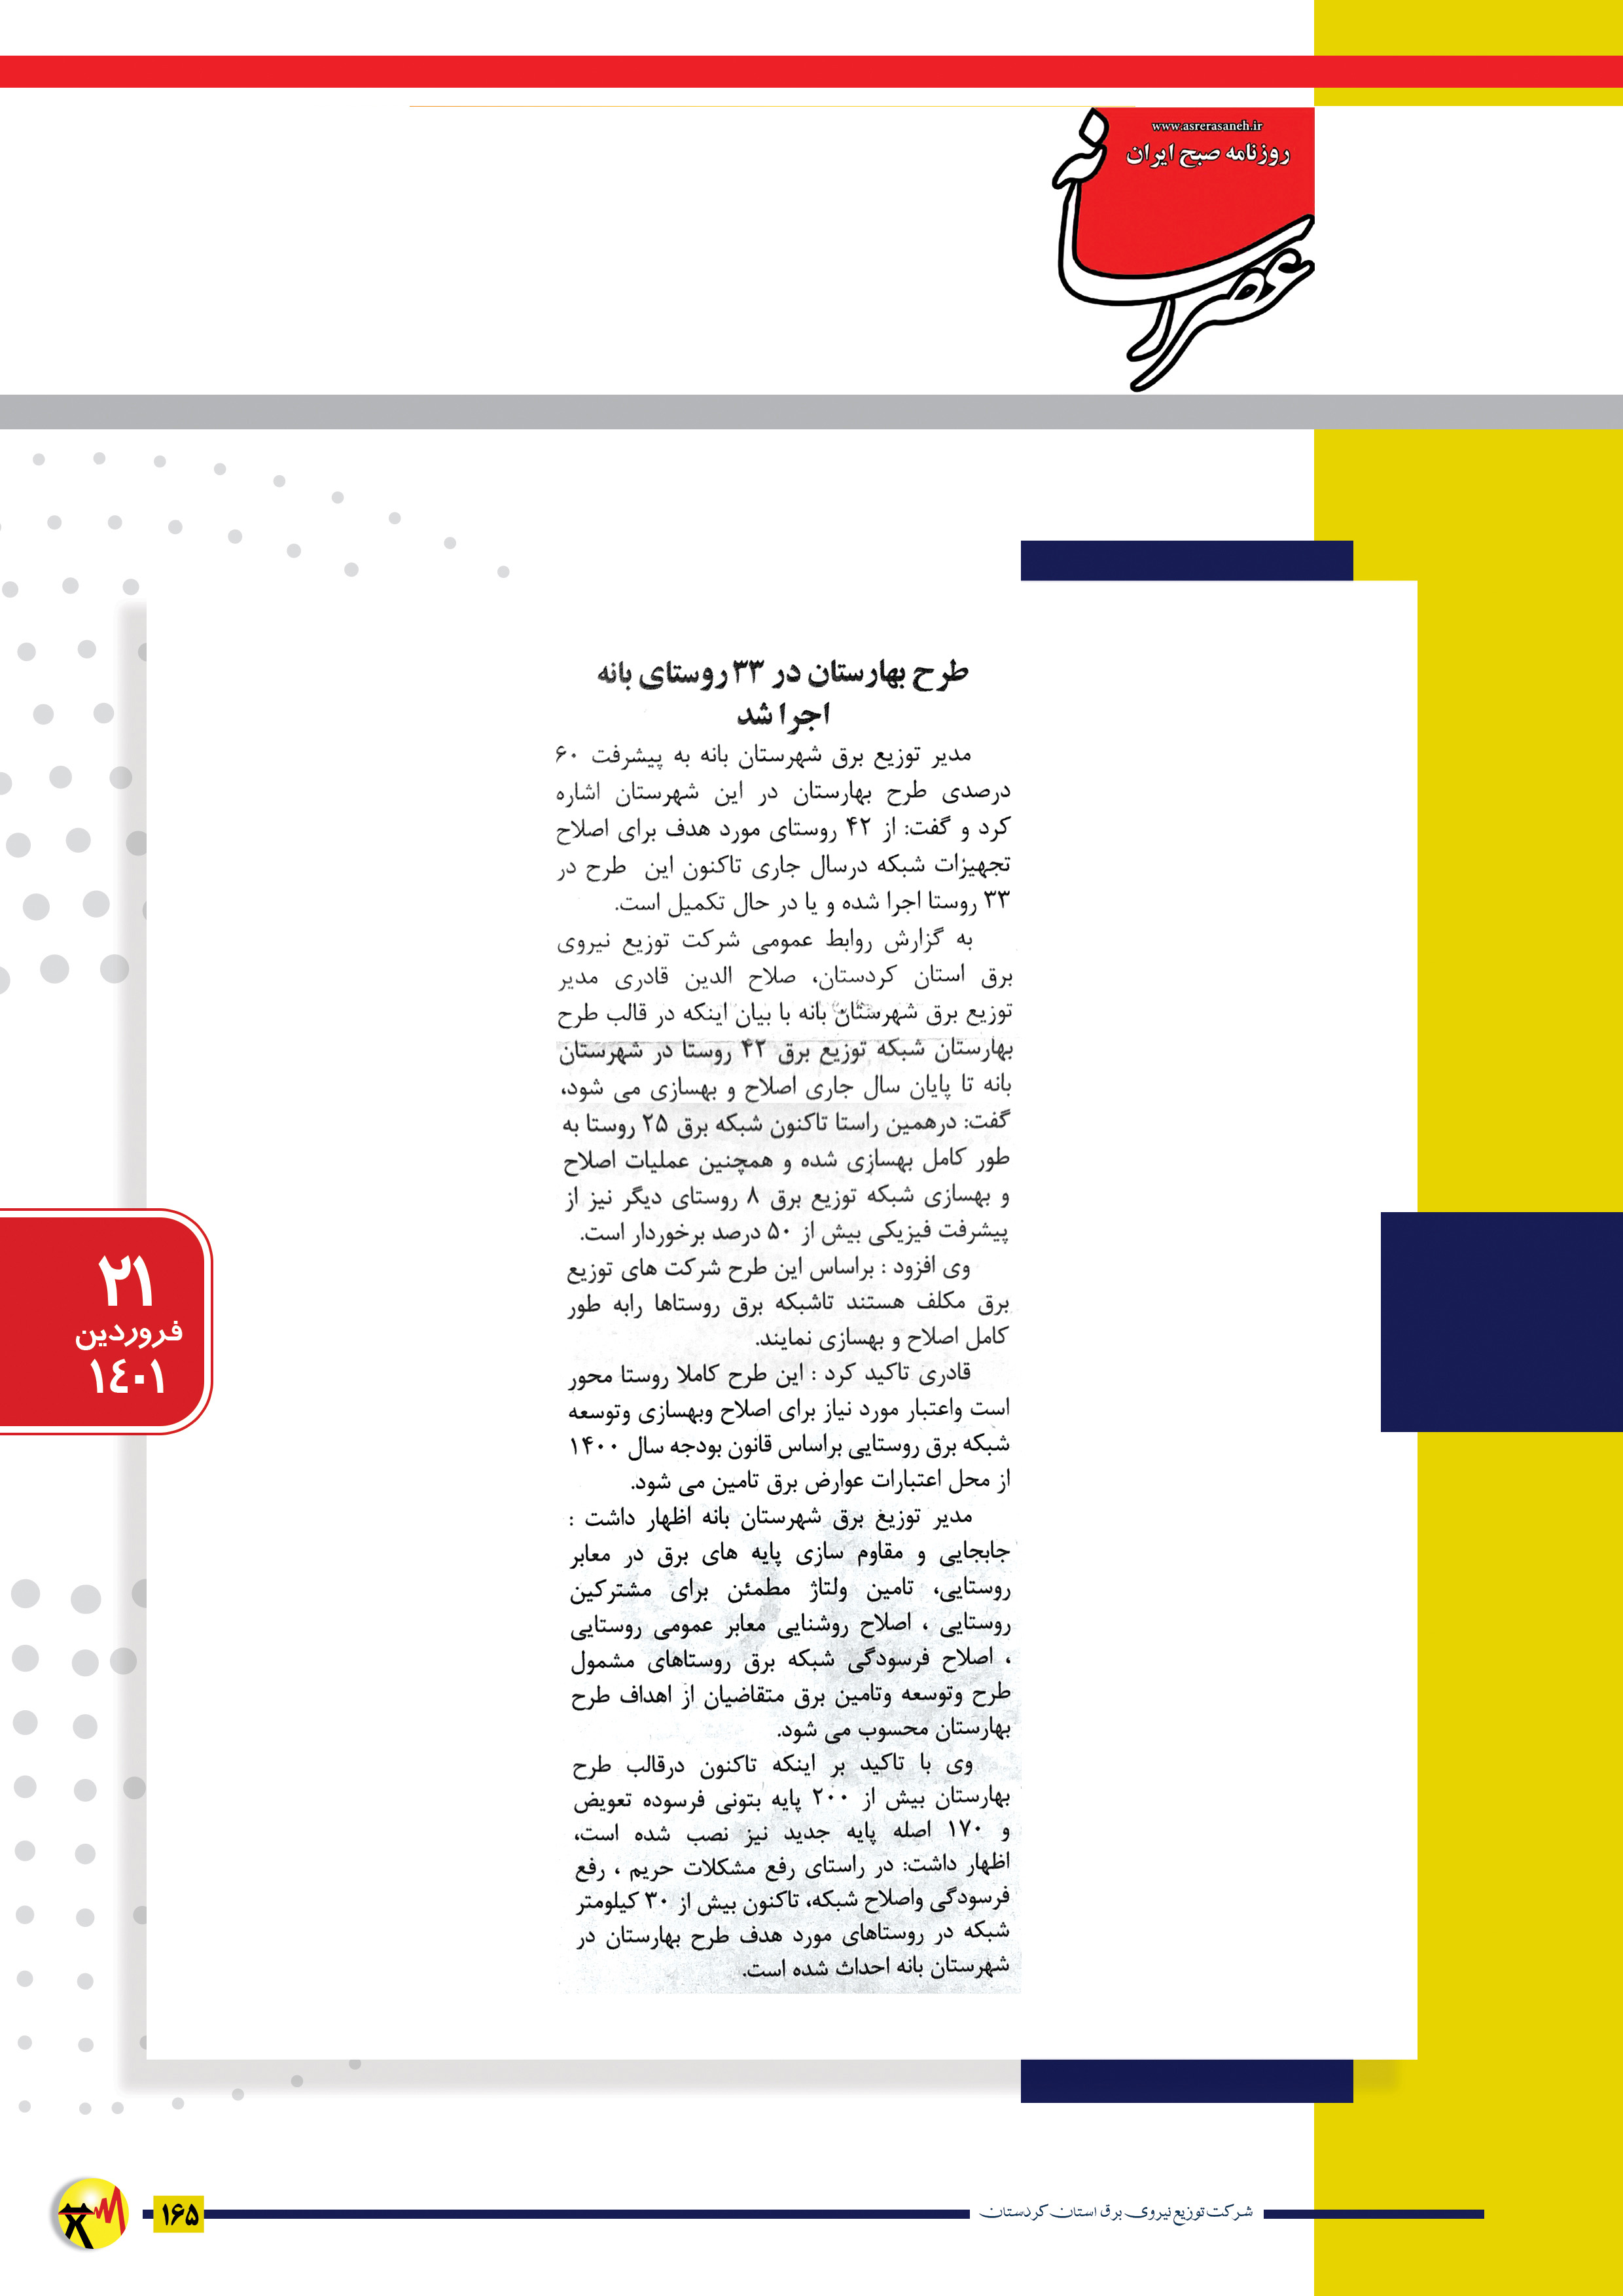 www.asrerasaneh.ir
روزنامه صبح ایران
عصر رسانه
طرح بهارستان در ۳۳ روستای بانه
اجرا شد
مدیر توزیع برق شهرستان بانه به پیشرفت ۶۰
درصدی طرح بهارستان در این شهرستان اشاره
کرد و گفت: از ۴۲ روستای مورد هدف برای اصلاح
تجهیزات شبکه درسال جاری تاکنون این طرح در
۳۳ روستا اجرا شده و یا در حال تکمیل است.
به گزارش روابط عمومی شرکت توزیع نیروی
برق استان کردستان، صلاح الدین قادری مدیر
توزیع برق شهرستان بانه با بیان اینکه در قالب طرح
بهارستان شبکه توزیع برق ۴۲ روستا در شهرستان
بانه تا پایان سال جاری اصلاح و بهسازی می شود،
گفت: درهمین راستا تاکنون شبکه برق ۲۵ روستا به
طور کامل بهسازی شده و همچنین عملیات اصلاح
و بهسازی شبکه توزیع برق ۸ روستای دیگر نیز از
پیشرفت فیزیکی بیش از ۵۰ درصد برخوردار است.
وی افزود : براساس این طرح شرکت های توزیع
برق مکلف هستند تاشبکه برق روستاها رابه طور
کامل اصلاح و بهسازی نمایند.
قادری تاکید کرد : این طرح کاملا روستا محور
است واعتبار مورد نیاز برای اصلاح وبهسازی وتوسعه
شبکه برق روستایی براساس قانون بودجه سال ۱۴۰۰
از محل اعتبارات عوارض برق تامین می شود.
مدیر توزیع برق شهرستان بانه اظهار داشت :
جابجایی و مقاوم سازی پایه های برق در معابر
روستایی، تامین ولتاژ مطمئن برای مشترکین
روستایی ، اصلاح روشنایی معابر عمومی روستایی
، اصلاح فرسودگی شبکه برق روستاهای مشمول
طرح وتوسعه وتامین برق متقاضیان از اهداف طرح
بهارستان محسوب می شود.
وی با تاکید بر اینکه تاکنون درقالب طرح
بهارستان بیش از ۲۰۰ پایه بتونی فرسوده تعویض
و ۱۷۰ اصله پایه جدید نیز نصب شده است،
اظهار داشت: در راستای رفع مشکلات حریم ، رفع
فرسودگی واصلاح شبکه، تاکنون بیش از ۳۰ کیلومتر
شبکه در روستاهای مورد هدف طرح بهارستان در
شهرستان بانه احداث شده است.
۲۱
فروردین
۱٤۰۱
شرکت توزیع نیروی برق استان کردستان
۱۶۵